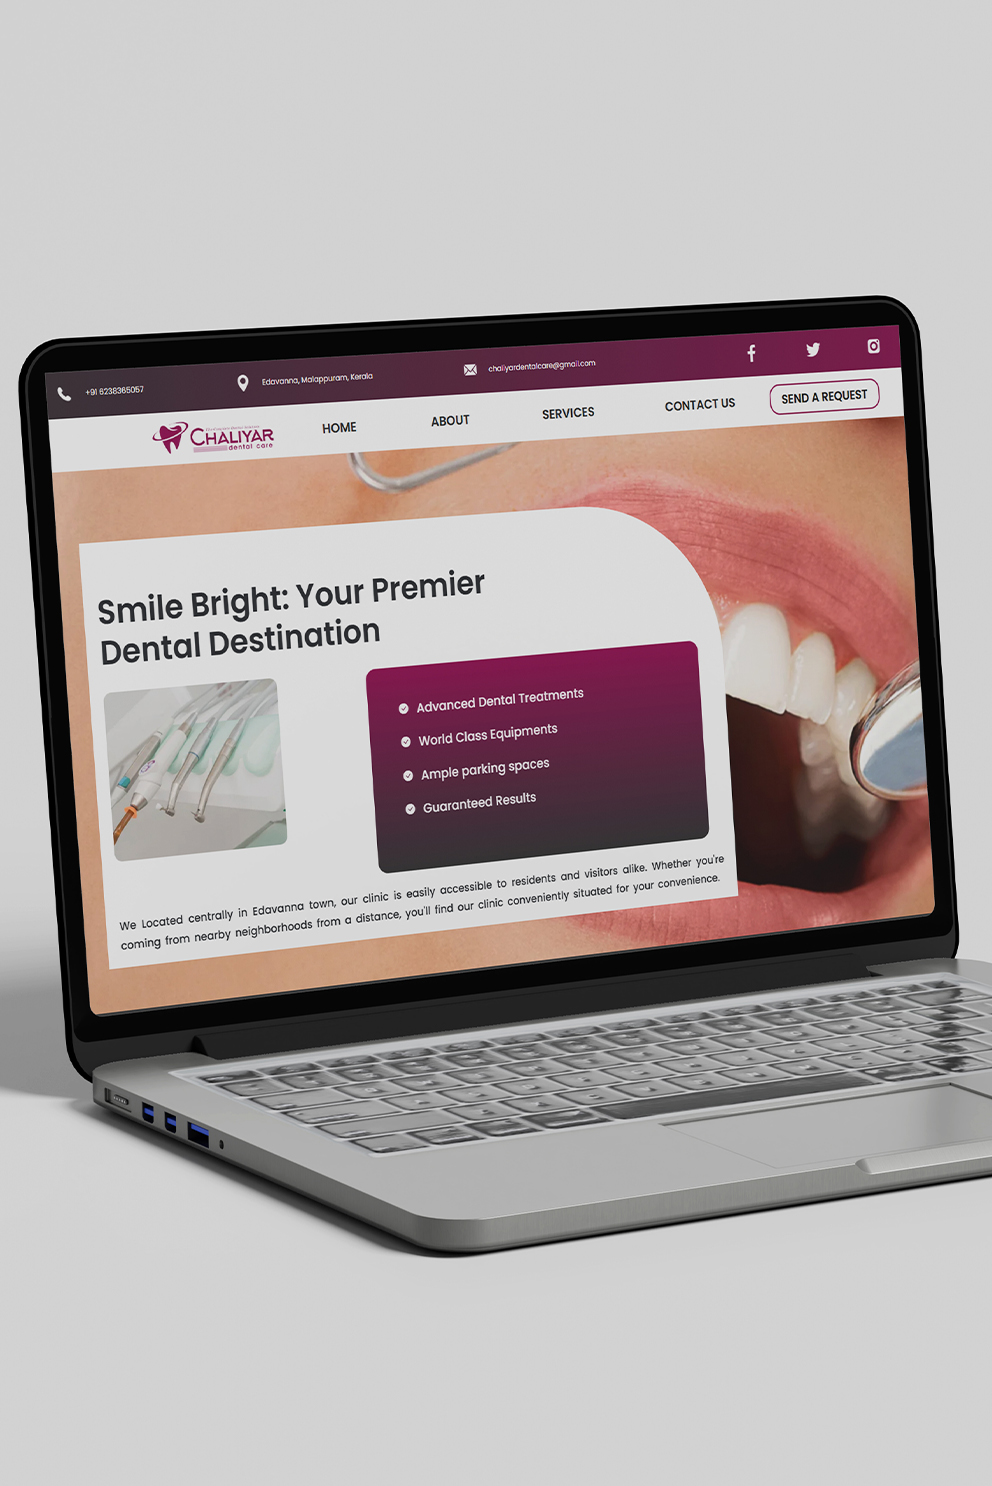 +91 6238365057
Edavanna, Malappuram, Kerala
chaliyardentalcare@gmail.com
CHALIYAR
dental care
HOME
ABOUT
SERVICES
CONTACT US
SEND A REQUEST
Smile Bright: Your Premier
Dental Destination
Advanced Dental Treatments
World Class Equipments
Ample parking spaces
Guaranteed Results
We Located centrally in Edavanna town, our clinic is easily accessible to residents and visitors alike. Whether you're
coming from nearby neighborhoods from a distance, you'll find our clinic conveniently situated for your convenience.